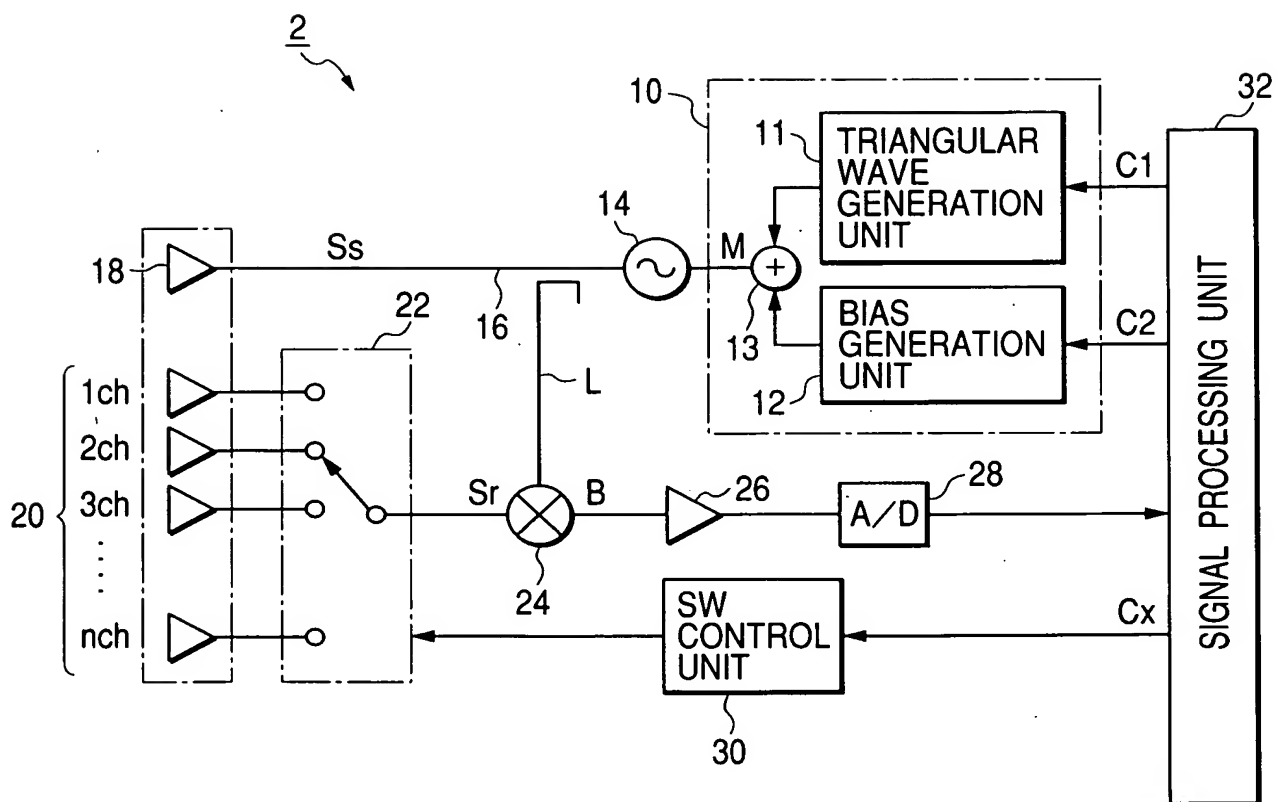 2
10
32
11
TRIANGULAR
WAVE
GENERATION
UNIT
C1
14
18
Ss
M
+
16
13
22
BIAS
GENERATION
UNIT
C2
12
L
SIGNAL PROCESSING UNIT
1ch
2ch
3ch
nch
20
Sr
B
26
28
A/D
24
SW
CONTROL
UNIT
Cx
30